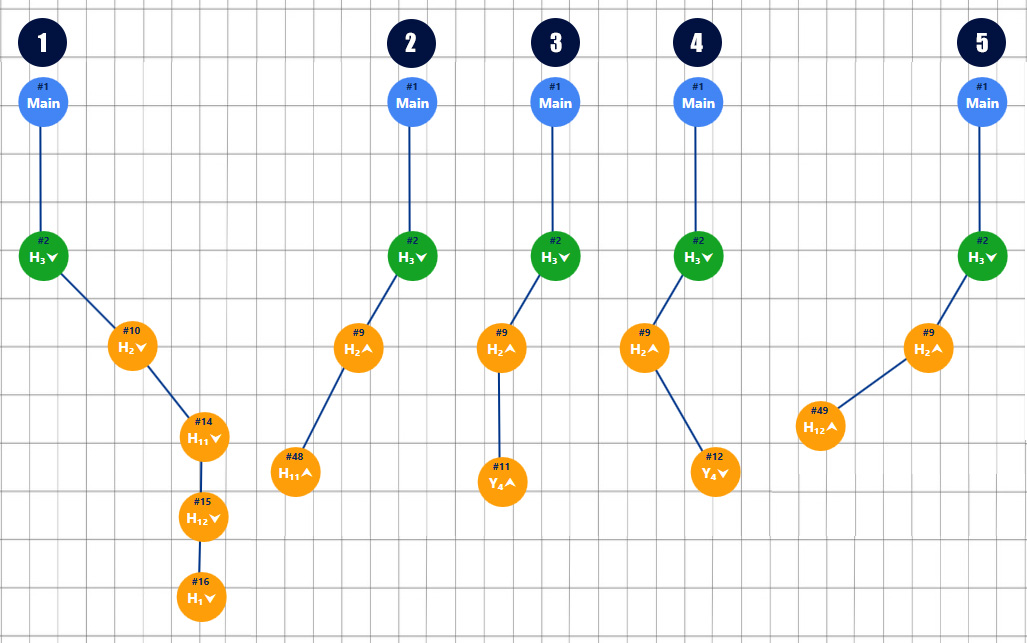 1 2 3 4 5
#1 #1 #1 #1 #1
Main Main Main Main Main
#2 #2 #2 #2 #2
H₃ H₃ H₃ H₃ H₃
#10 #9 #9 #9 #9
H₂ H₂ H₂ H₂ H₂
#49
H₁₂
#14
H₁₁
#48 #11 #12
H₁₁ Y₄ Y₄
#15
H₁₂
#16
H₁